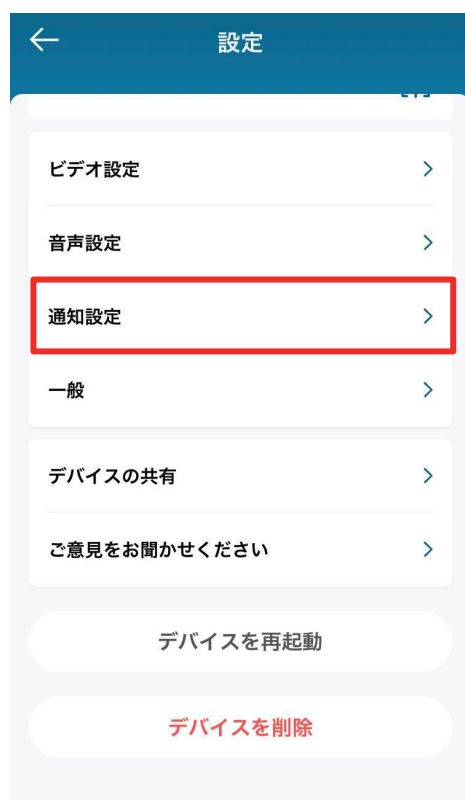 設定
ビデオ設定
音声設定
通知設定
一般
デバイスの共有
ご意見をお聞かせください
デバイスを再起動
デバイスを削除